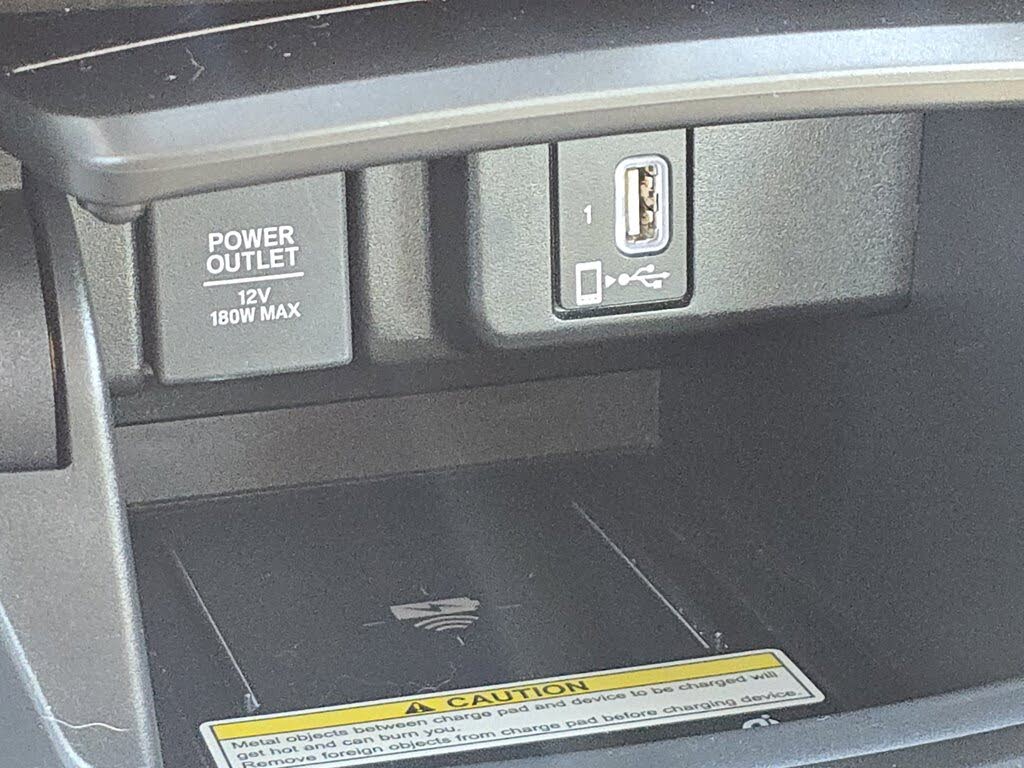 POWER
OUTLET
12V
180W MAX
1
CAUTION
Metal objects between charge pad and device to be charged will
get hot and can burn you.
Remove foreign objects from charge pad before charging device.